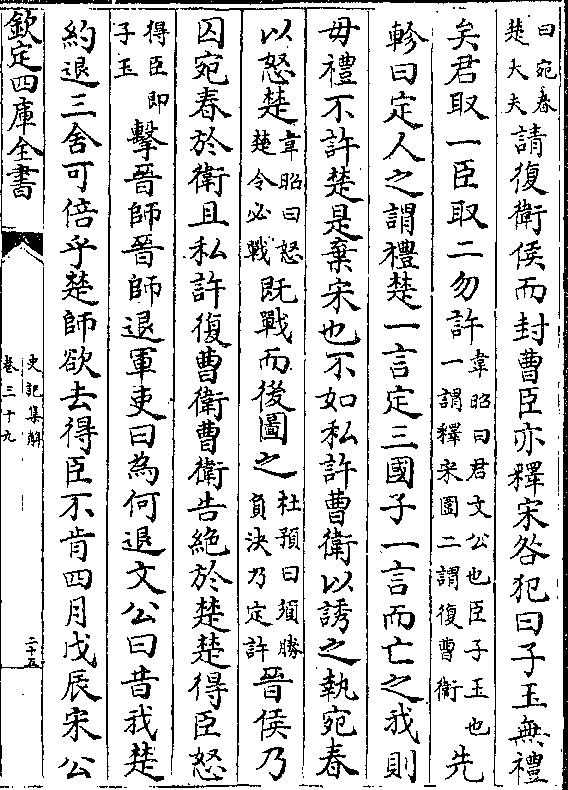 曰宛春
楚大夫
請復衛侯而封曹臣亦釋宋咎犯曰子玉無禮
矣君取一臣取二勿許
韋昭曰君文公也臣子玉也
一謂釋宋圍二謂復曹衛
先
軫曰定人之謂禮楚一言定三國子一言而亡之我則
毋禮不許楚是棄宋也不如私許曹衛以誘之執宛春
以怒楚
韋昭曰怒
楚令必戰
既戰而後圖之
杜預曰須勝
負决乃定許
晉侯乃
囚宛春於衛且私許復曹衛曹衛告絶於楚楚得臣怒
得臣即
子玉
擊晉師晉師退軍吏曰為何退文公曰昔我楚
約退三舍可倍乎楚師欲去得臣不肯四月戊辰宋公
欽定四庫全書
史記集解
卷三十九
二十五